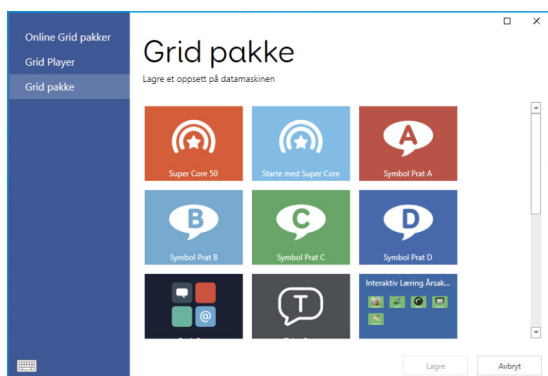 Online Grid pakker
Grid Player
Grid pakke
Grid pakke
Lagre et oppsett på datamaskinen
Super Core 50
Starte med Super Core
A
Symbol Prat A
B
Symbol Prat B
C
Symbol Prat C
D
Symbol Prat D
@
T
Interaktiv Læring Årsak...
Lagre
Avbryt